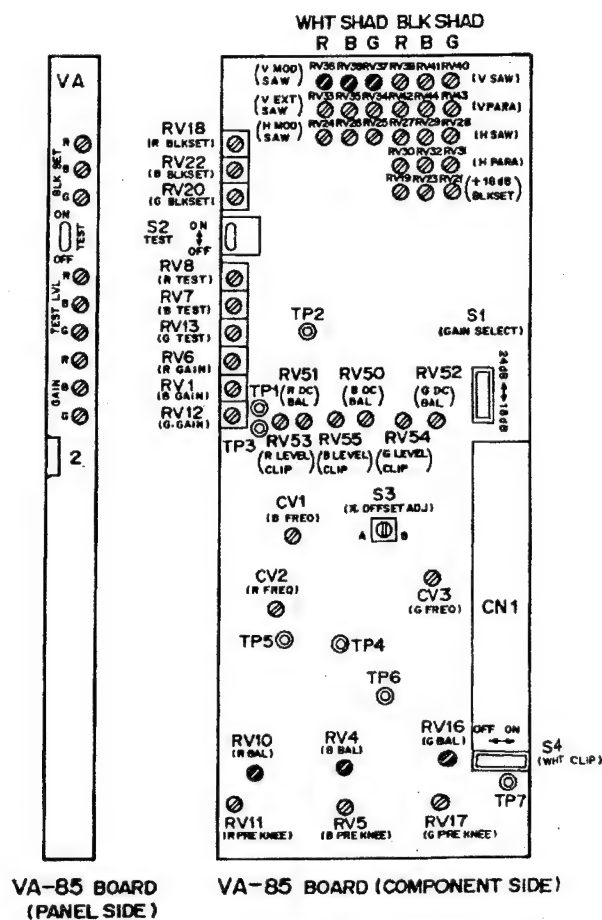 WHT SHAD BLK SHAD
R B G R B G
(V MOD SAW) RV36 RV38 RV37 RV39 RV41 RV40 (V SAW)
(V EXT SAW) RV33 RV35 RV34 RV42 RV44 RV43 (V PARA)
(H MOD SAW) RV24 RV26 RV25 RV27 RV29 RV28 (H SAW)
RV30 RV32 RV31 (H PARA)
RV19 RV23 RV21 (+18dB BLKSET)
VA
R
B
G
BLK SET
ON
TEST
OFF
R
B
G
TEST LVL
R
B
G
GAIN
2
RV18
(R BLKSET)
RV22
(B BLKSET)
RV20
(G BLKSET)
S2
TEST
ON
OFF
RV8
(R TEST)
RV7
(B TEST)
RV13
(G TEST)
RV6
(R GAIN)
RV1
(B GAIN)
RV12
(G-GAIN)
TP2
S1
(GAIN SELECT)
24dB
18dB
TP1
RV51
(R DC BAL)
RV50
(B DC BAL)
RV52
(G DC BAL)
TP3
RV53
(R LEVEL CLIP)
RV55
(B LEVEL CLIP)
RV54
(G LEVEL CLIP)
CV1
(B FREQ)
S3
A
B
CV2
(R FREQ)
CV3
(G FREQ)
CN1
TP5
TP4
TP6
OFF ON
S4
(WHT CLIP)
RV10
(R BAL)
RV4
(B BAL)
RV16
(G BAL)
TP7
RV11
(R PRE KNEE)
RV5
(B PRE KNEE)
RV17
(G PRE KNEE)
VA-85 BOARD
(PANEL SIDE)
VA-85 BOARD (COMPONENT SIDE)